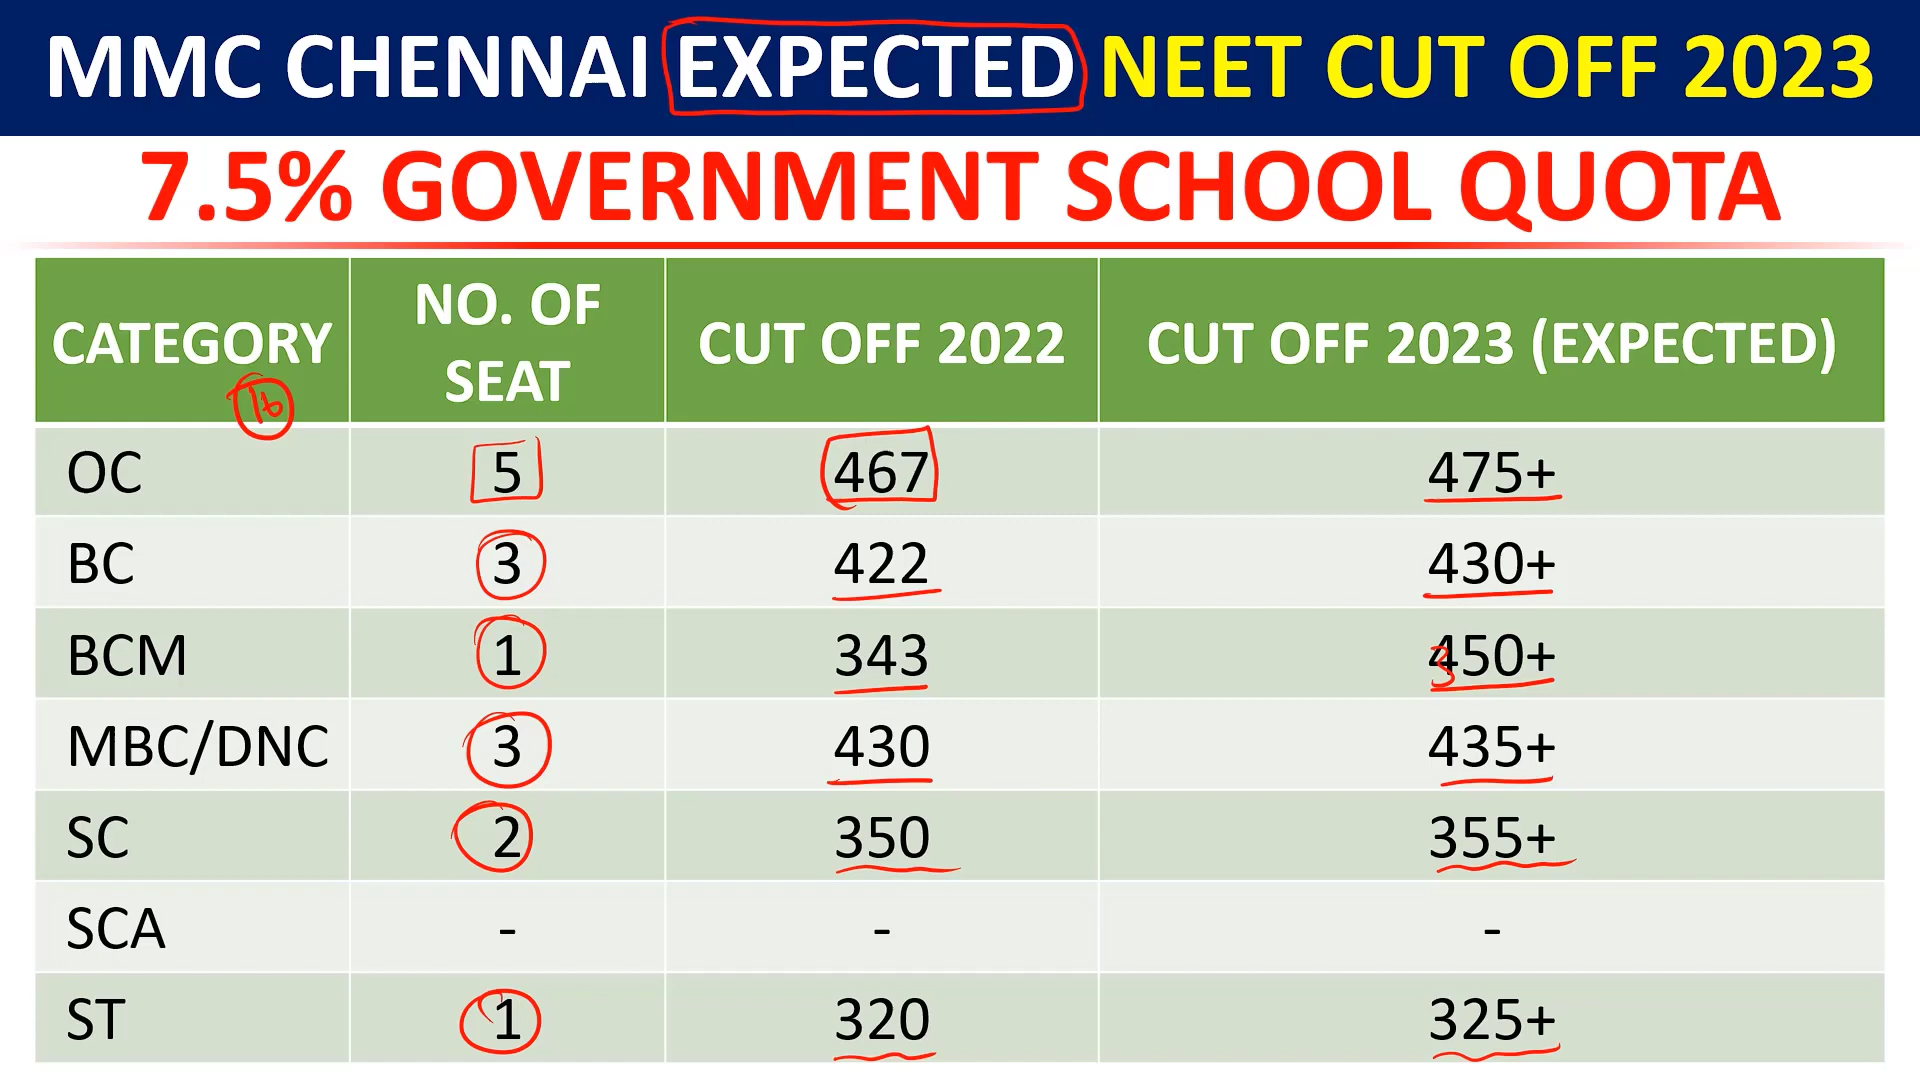 MMC CHENNAI EXPECTED NEET CUT OFF 2023
7.5% GOVERNMENT SCHOOL QUOTA
CATEGORY NO. OF SEAT CUT OFF 2022 CUT OFF 2023 (EXPECTED)
OC 5 467 475+
BC 3 422 430+
BCM 1 343 450+
3
MBC/DNC 3 430 435+
SC 2 350 355+
SCA - - -
ST 1 320 325+